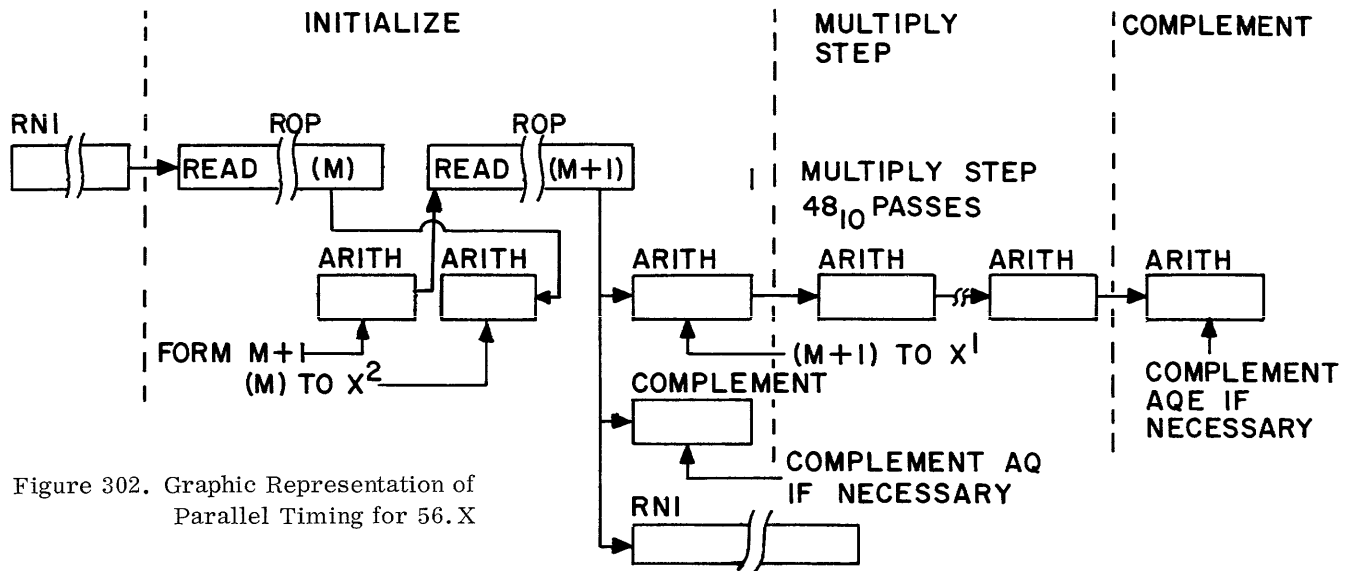 INITIALIZE
MULTIPLY
STEP
COMPLEMENT
RNI
ROP
READ (M)
ROP
READ (M+1)
MULTIPLY STEP
48₁₀ PASSES
ARITH
ARITH
ARITH
ARITH
ARITH
ARITH
FORM M+1
(M) TO X²
(M+1) TO X¹
COMPLEMENT
COMPLEMENT AQ
IF NECESSARY
COMPLEMENT
AQE IF
NECESSARY
RNI
Figure 302. Graphic Representation of
Parallel Timing for 56.X